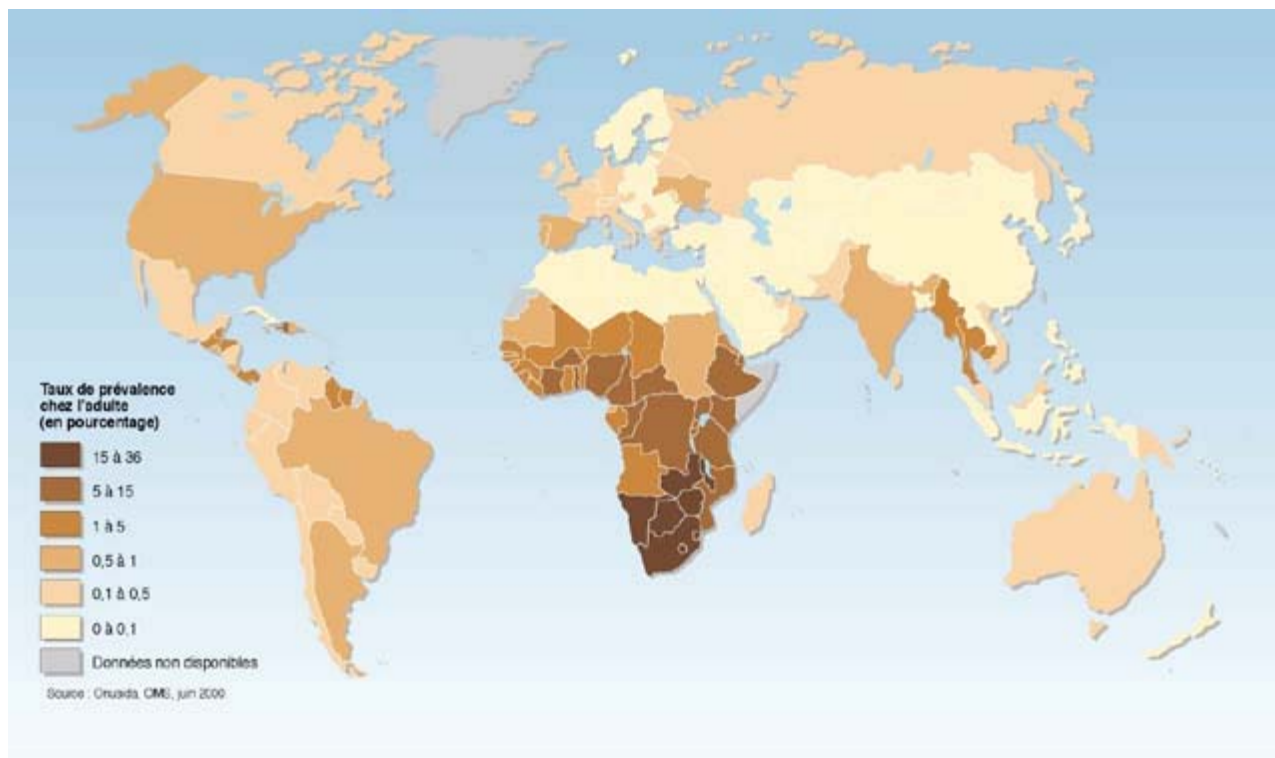 Taux de prévalence
chez l'adulte
(en pourcentage)
15 à 36
5 à 15
1 à 5
0,5 à 1
0,1 à 0,5
0 à 0,1
Données non disponibles
Source : Onusida, OMS, juin 2000.